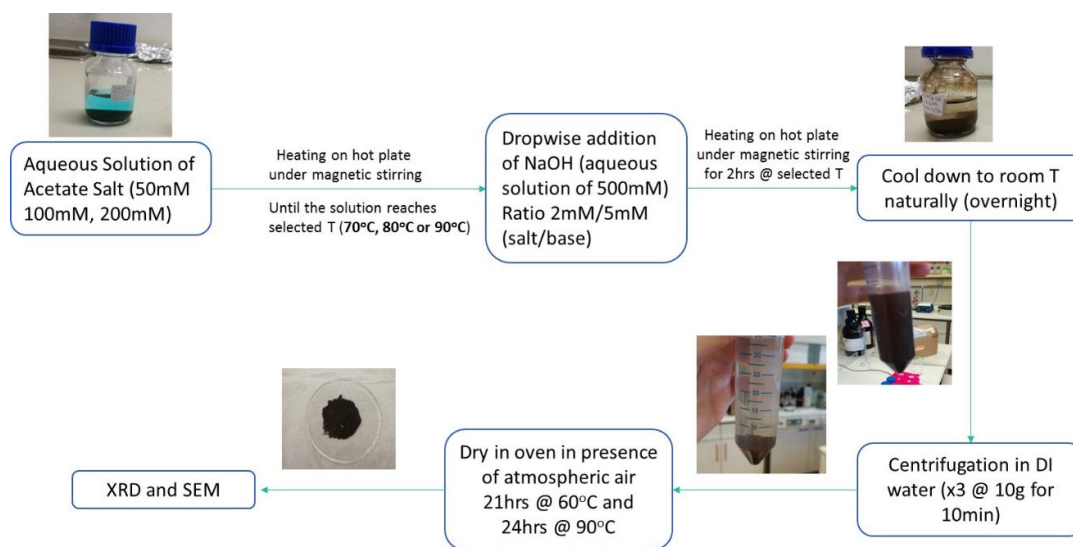 Aqueous Solution of
Acetate Salt (50mM
100mM, 200mM)
Heating on hot plate
under magnetic stirring
Until the solution reaches
selected T (70°C, 80°C or 90°C)
Dropwise addition
of NaOH (aqueous
solution of 500mM)
Ratio 2mM/5mM
(salt/base)
Heating on hot plate
under magnetic stirring
for 2hrs @ selected T
Cool down to room T
naturally (overnight)
Centrifugation in DI
water (x3 @ 10g for
10min)
Dry in oven in presence
of atmospheric air
21hrs @ 60°C and
24hrs @ 90°C
XRD and SEM